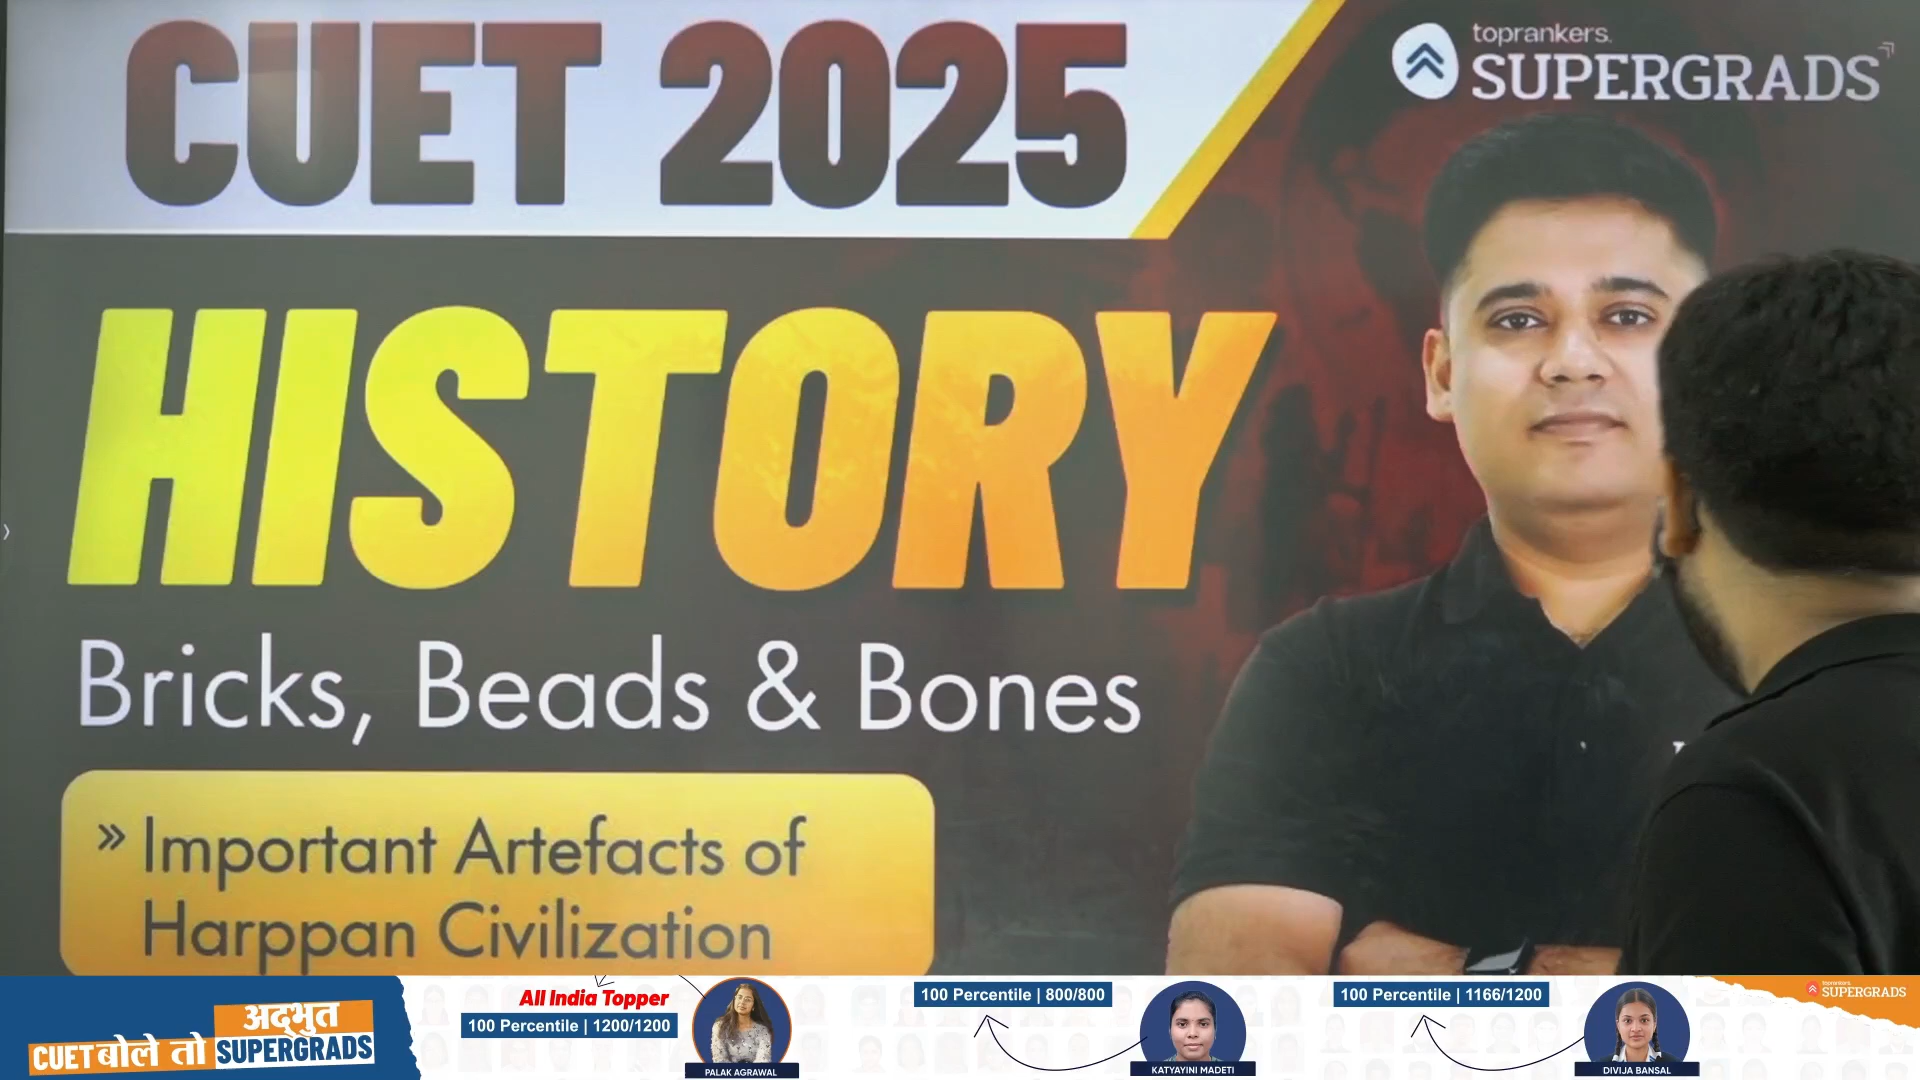 CUET 2025
toprankers.
SUPERGRADS
HISTORY
Bricks, Beads & Bones
» Important Artefacts of
Harppan Civilization
CUET बोले तो
अद्भुत
SUPERGRADS
All India Topper
100 Percentile | 1200/1200
PALAK AGRAWAL
100 Percentile | 800/800
KATYAYINI MADETI
100 Percentile | 1166/1200
DIVIJA BANSAL
toprankers
SUPERGRADS